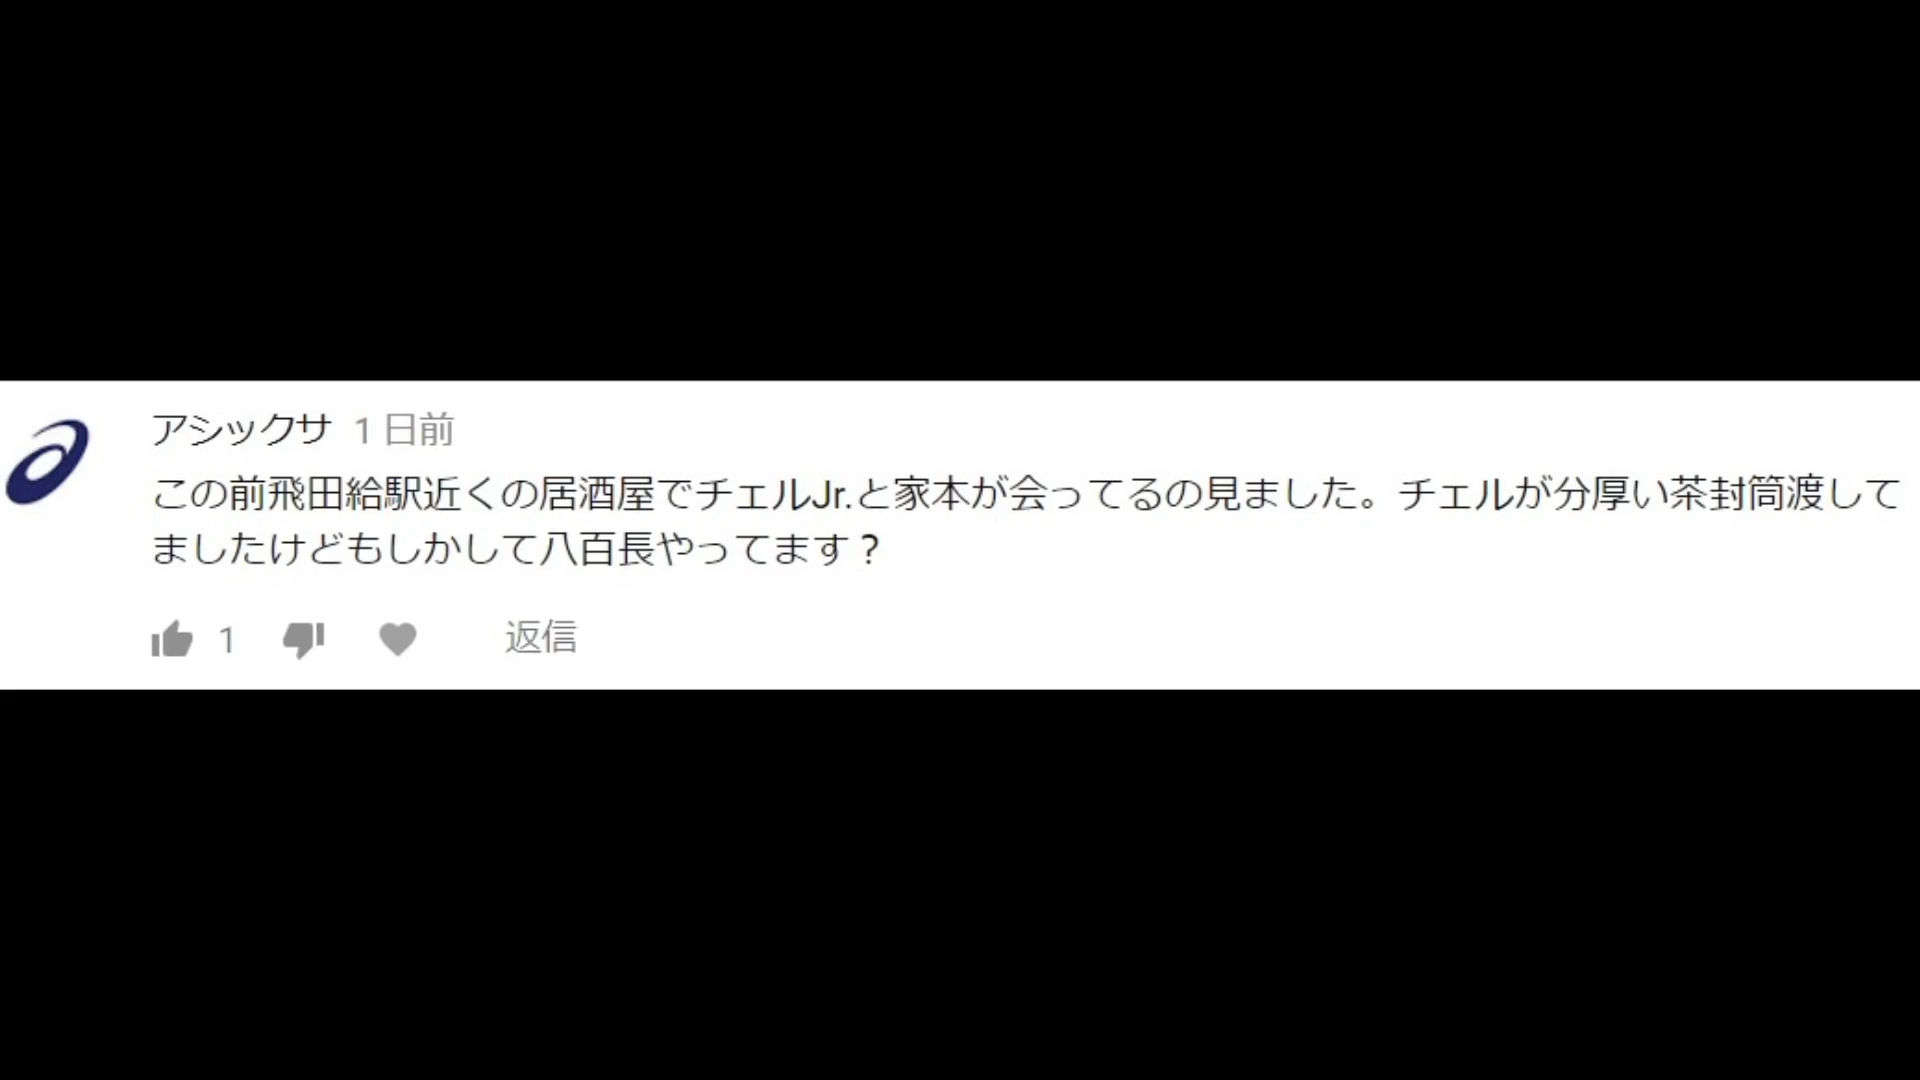 アシックサ 1 日前
この前飛田給駅近くの居酒屋でチェルJr.と家本が会ってるの見ました。チェルが分厚い茶封筒渡して
ましたけどもしかして八百長やってます？
1 返信